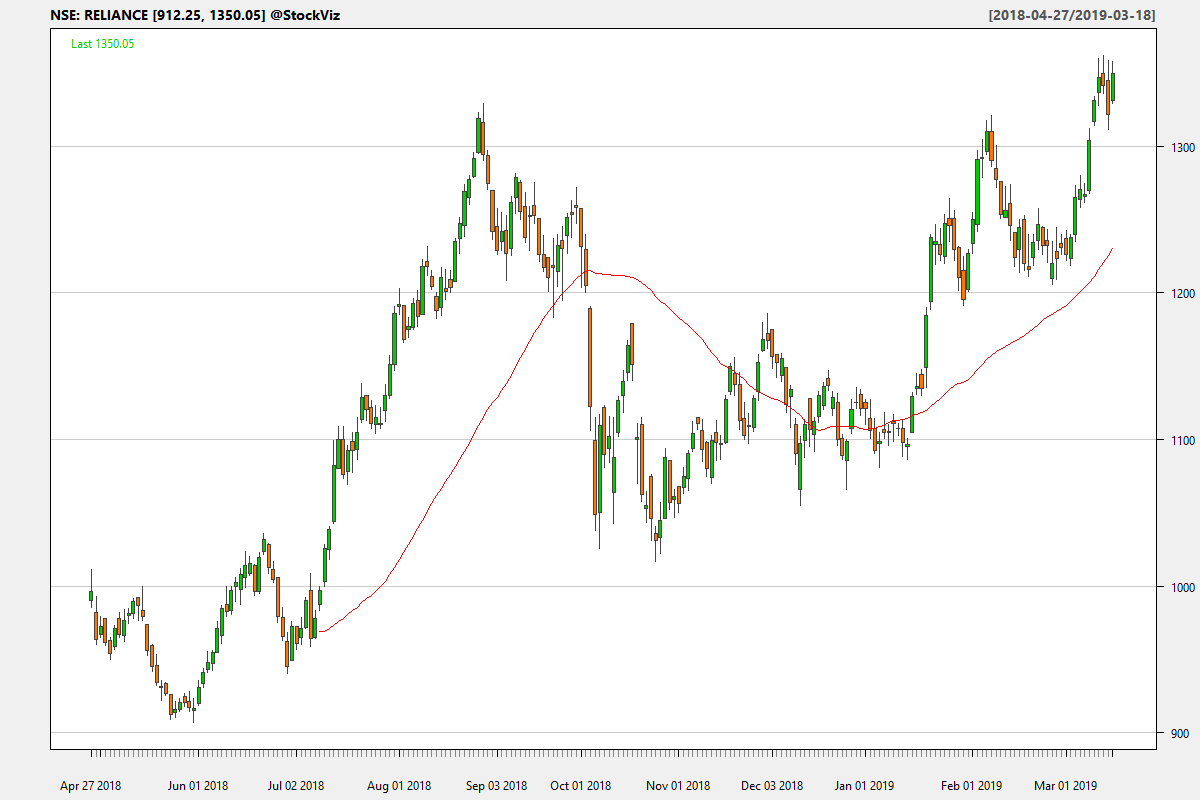 NSE: RELIANCE [912.25, 1350.05] @StockViz
[2018-04-27/2019-03-18]
Last 1350.05
1300
1200
1100
1000
900
Apr 27 2018 Jun 01 2018 Jul 02 2018 Aug 01 2018 Sep 03 2018 Oct 01 2018 Nov 01 2018 Dec 03 2018 Jan 01 2019 Feb 01 2019 Mar 01 2019